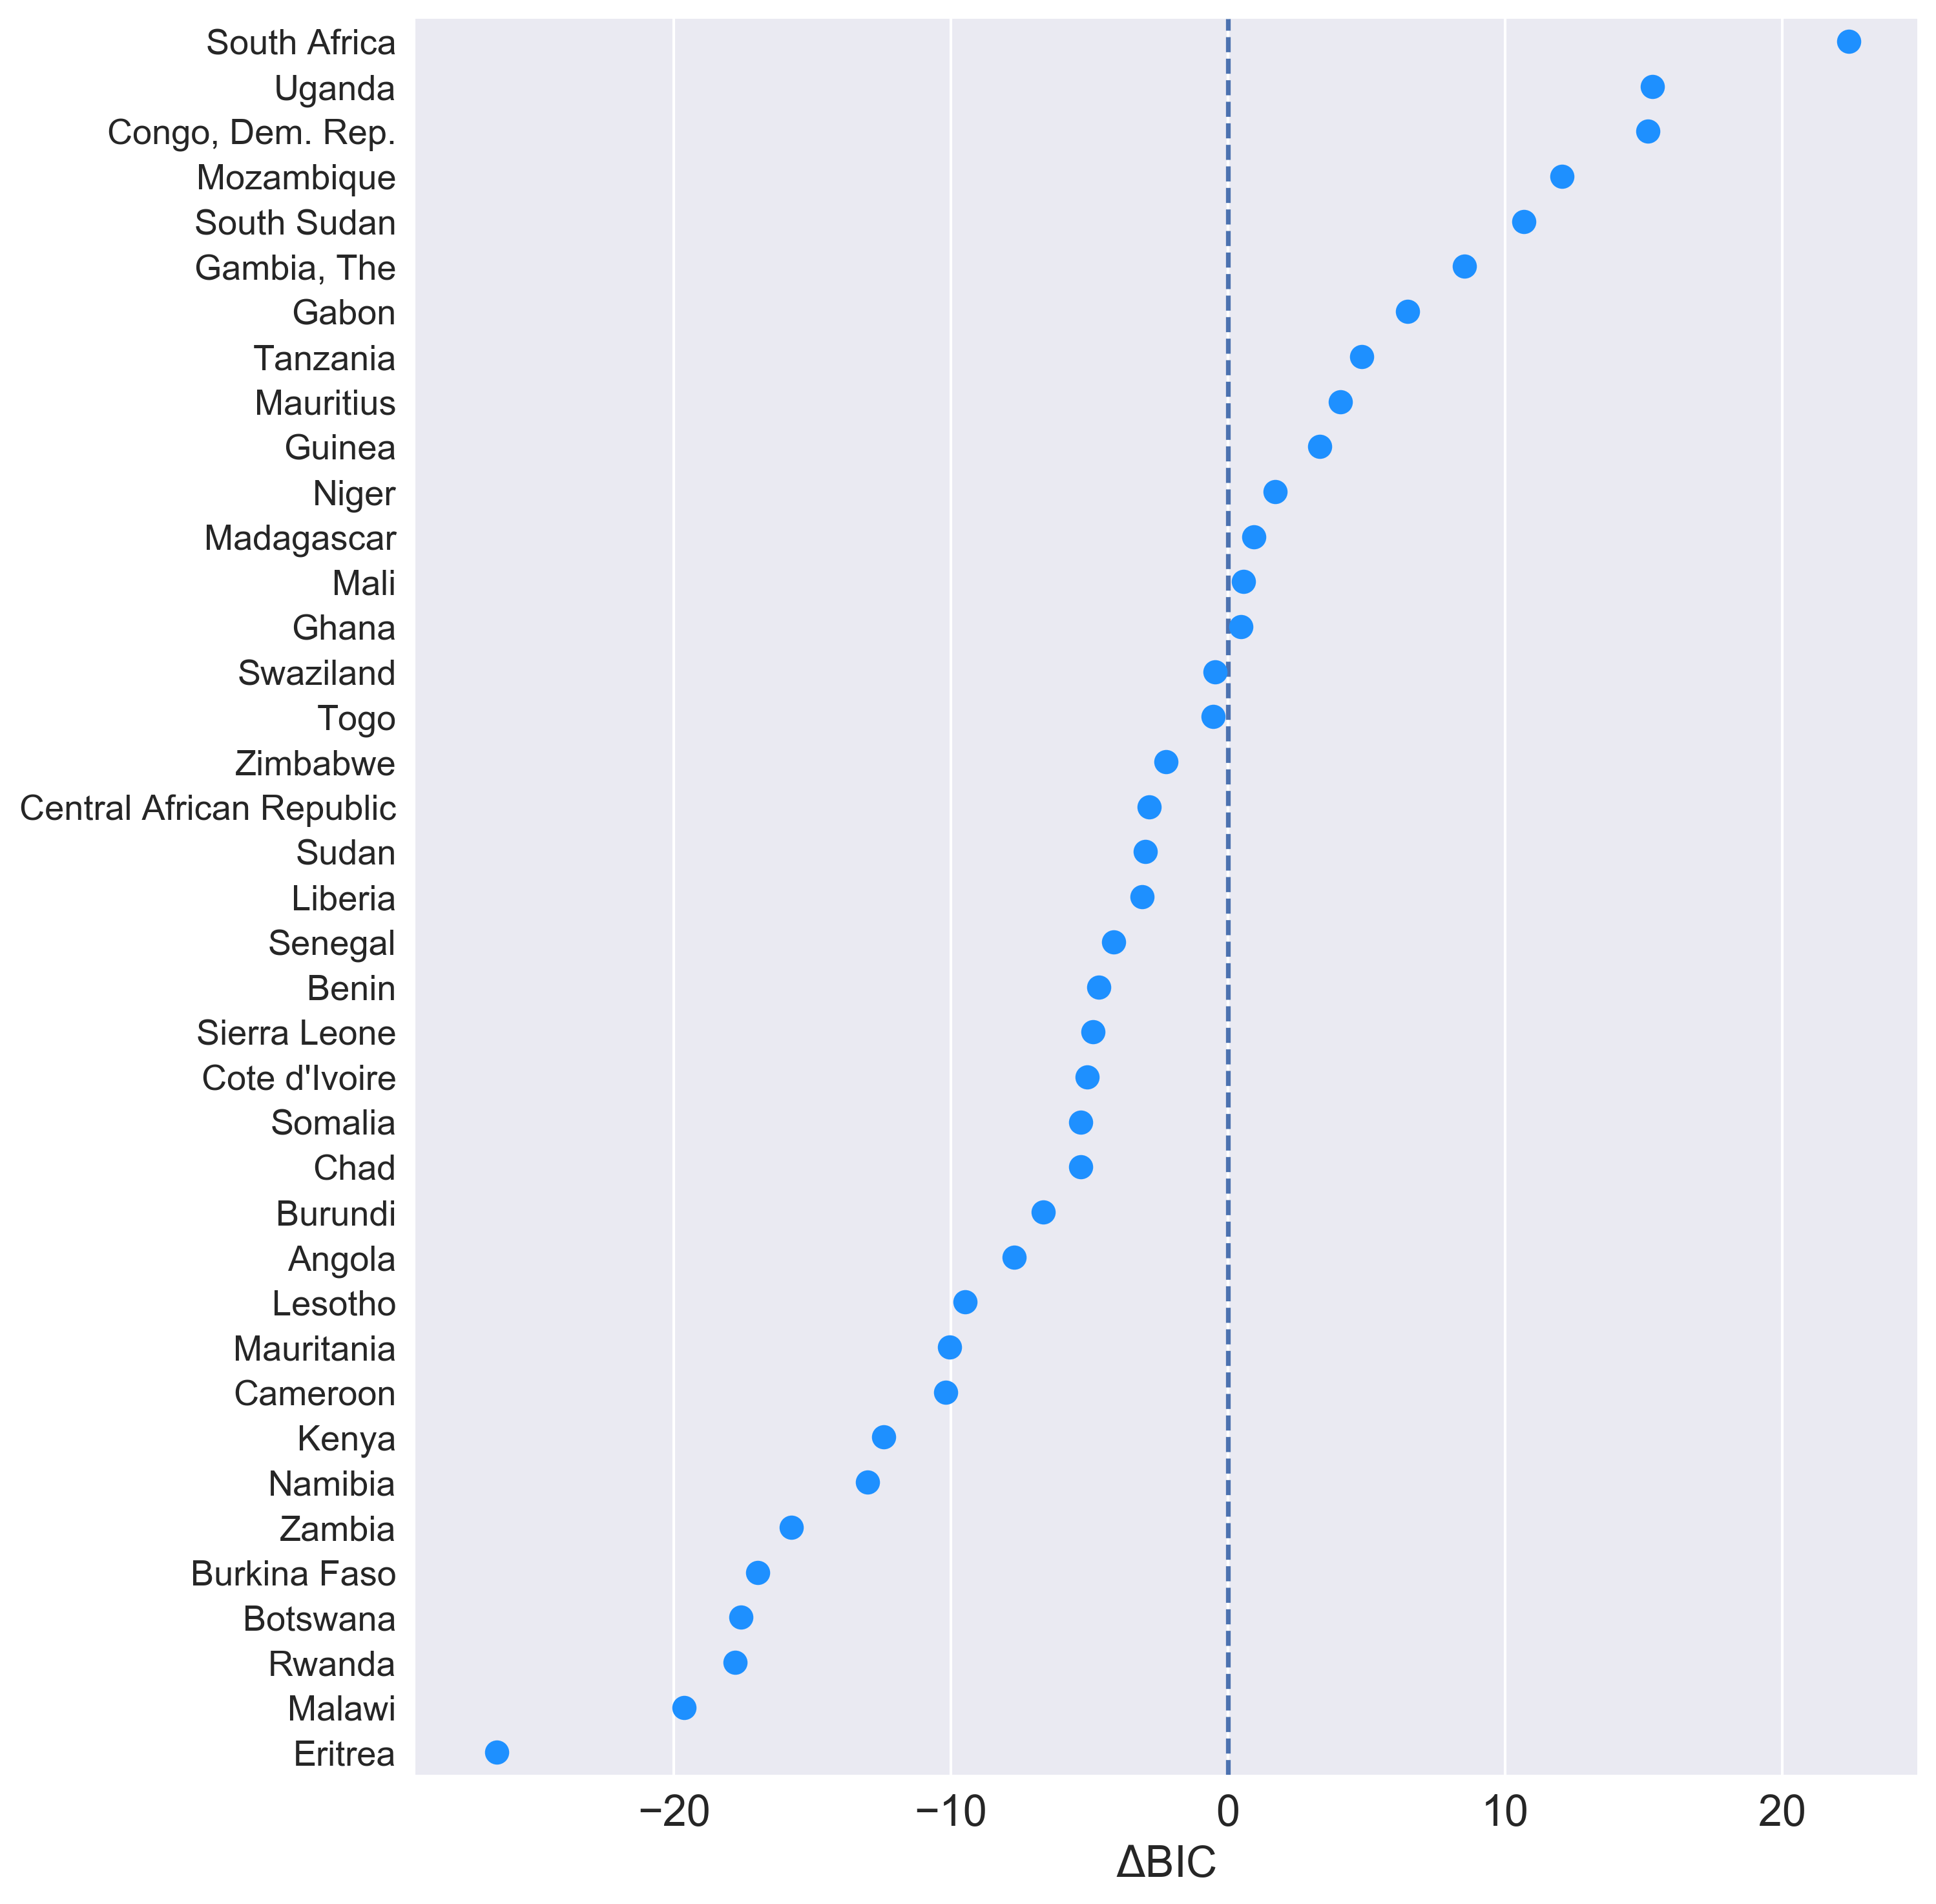 South Africa
Uganda
Congo, Dem. Rep.
Mozambique
South Sudan
Gambia, The
Gabon
Tanzania
Mauritius
Guinea
Niger
Madagascar
Mali
Ghana
Swaziland
Togo
Zimbabwe
Central African Republic
Sudan
Liberia
Senegal
Benin
Sierra Leone
Cote d'Ivoire
Somalia
Chad
Burundi
Angola
Lesotho
Mauritania
Cameroon
Kenya
Namibia
Zambia
Burkina Faso
Botswana
Rwanda
Malawi
Eritrea
−20 −10 0 10 20
ΔBIC